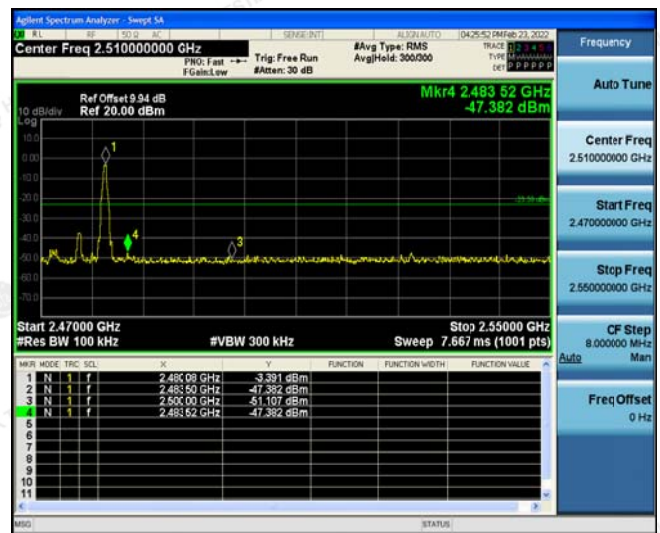 Agilent Spectrum Analyzer - Swept SA
RL RF 50 Ω AC SENSE:INT ALIGN AUTO 04:25:52 PM Feb 23, 2022
Center Freq 2.510000000 GHz #Avg Type: RMS TRACE 1 2 3 4 5 6
PNO: Fast Trig: Free Run Avg|Hold: 300/300 TYPE
IFGain:Low #Atten: 30 dB DET P P P P P P
Frequency
Auto Tune
Mkr4 2.483 52 GHz
-47.382 dBm
Ref Offset 9.94 dB
10 dB/div Ref 20.00 dBm
Log
10.0
0.00
-10.0
-20.0
-30.0
-40.0
-50.0
-60.0
-70.0
1
4
3
Start 2.47000 GHz Stop 2.55000 GHz
#Res BW 100 kHz #VBW 300 kHz Sweep 7.667 ms (1001 pts)
Center Freq
2.510000000 GHz
Start Freq
2.470000000 GHz
Stop Freq
2.550000000 GHz
CF Step
8.000000 MHz
Auto Man
Freq Offset
0 Hz
MKR MODE TRC SCL X Y FUNCTION FUNCTION WIDTH FUNCTION VALUE
1 N 1 f 2.480 08 GHz -3.391 dBm
2 N 1 f 2.483 50 GHz -47.382 dBm
3 N 1 f 2.500 00 GHz -51.107 dBm
4 N 1 f 2.483 52 GHz -47.382 dBm
5
6
7
8
9
10
11
MSG STATUS